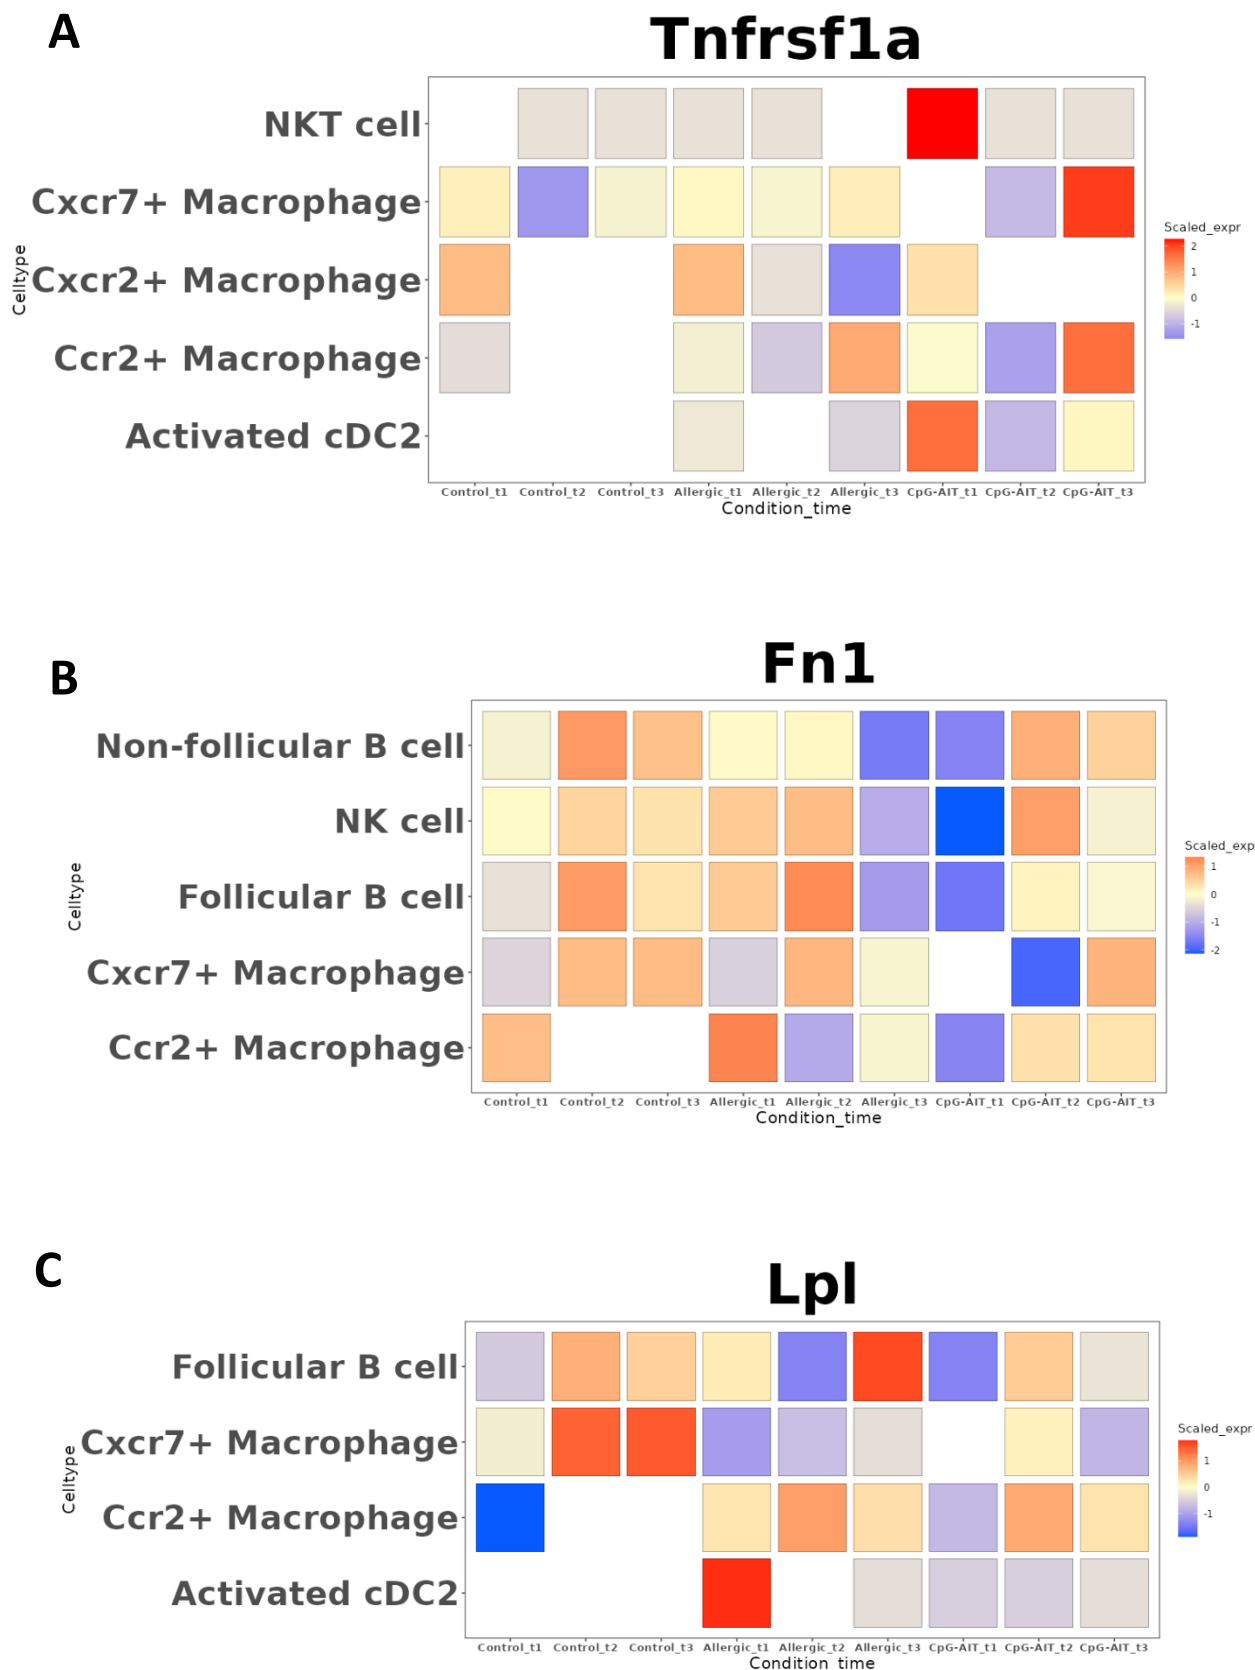 A
Tnfrsf1a
NKT cell
Cxcr7+ Macrophage
Cxcr2+ Macrophage
Ccr2+ Macrophage
Activated cDC2
Celltype
Control_t1 Control_t2 Control_t3 Allergic_t1 Allergic_t2 Allergic_t3 CpG-AIT_t1 CpG-AIT_t2 CpG-AIT_t3
Condition_time
Scaled_expr
2
1
0
-1
B
Fn1
Non-follicular B cell
NK cell
Follicular B cell
Cxcr7+ Macrophage
Ccr2+ Macrophage
Celltype
Control_t1 Control_t2 Control_t3 Allergic_t1 Allergic_t2 Allergic_t3 CpG-AIT_t1 CpG-AIT_t2 CpG-AIT_t3
Condition_time
Scaled_exp
1
0
-1
-2
C
Lpl
Follicular B cell
Cxcr7+ Macrophage
Ccr2+ Macrophage
Activated cDC2
Celltype
Control_t1 Control_t2 Control_t3 Allergic_t1 Allergic_t2 Allergic_t3 CpG-AIT_t1 CpG-AIT_t2 CpG-AIT_t3
Condition_time
Scaled_expr
1
0
-1